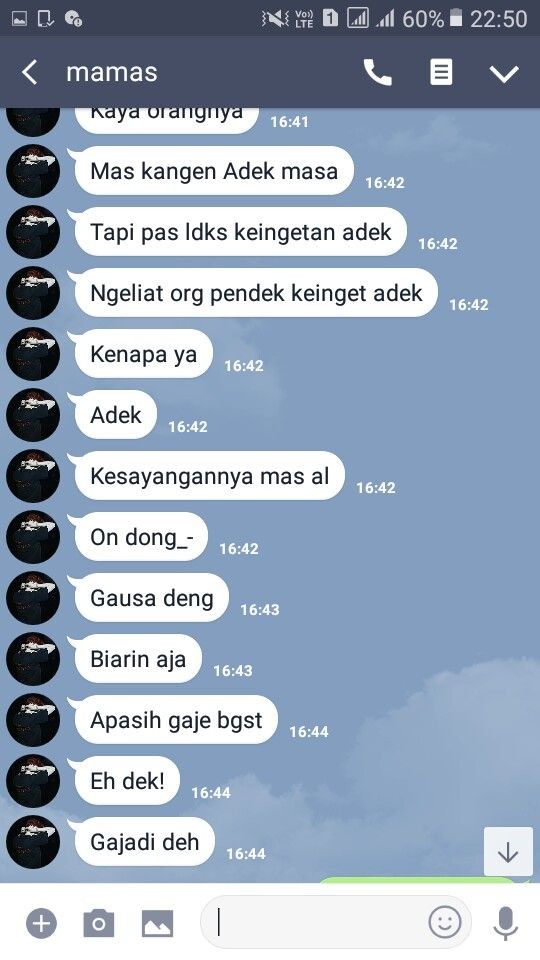 Vo))
LTE
1
60%
22:50
mamas
Kaya orangnya
16:41
Mas kangen Adek masa
16:42
Tapi pas ldks keingetan adek
16:42
Ngeliat org pendek keinget adek
16:42
Kenapa ya
16:42
Adek
16:42
Kesayangannya mas al
16:42
On dong_-
16:42
Gausa deng
16:43
Biarin aja
16:43
Apasih gaje bgst
16:44
Eh dek!
16:44
Gajadi deh
16:44